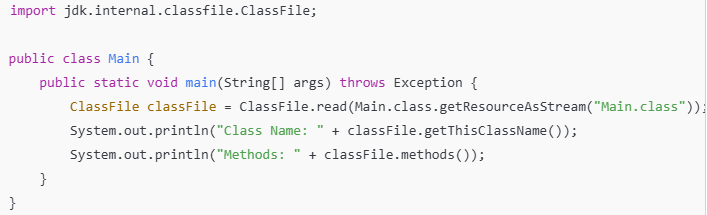 import jdk.internal.classfile.ClassFile;
public class Main {
public static void main(String[] args) throws Exception {
ClassFile classFile = ClassFile.read(Main.class.getResourceAsStream("Main.class"));
System.out.println("Class Name: " + classFile.getThisClassName());
System.out.println("Methods: " + classFile.methods());
}
}